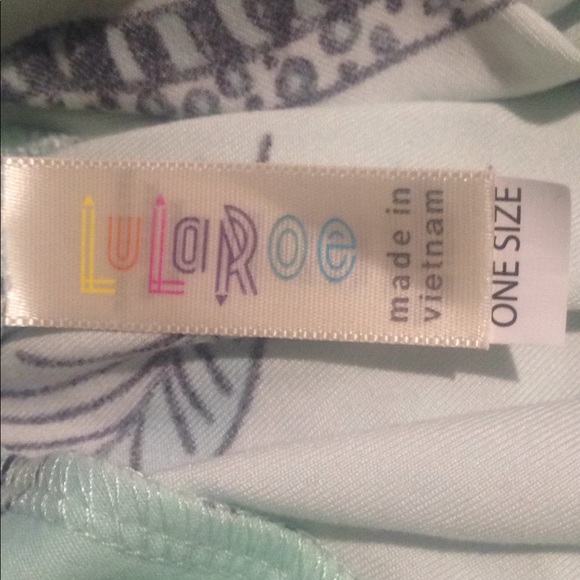 LuLaRoe
made in
vietnam
ONE SIZE